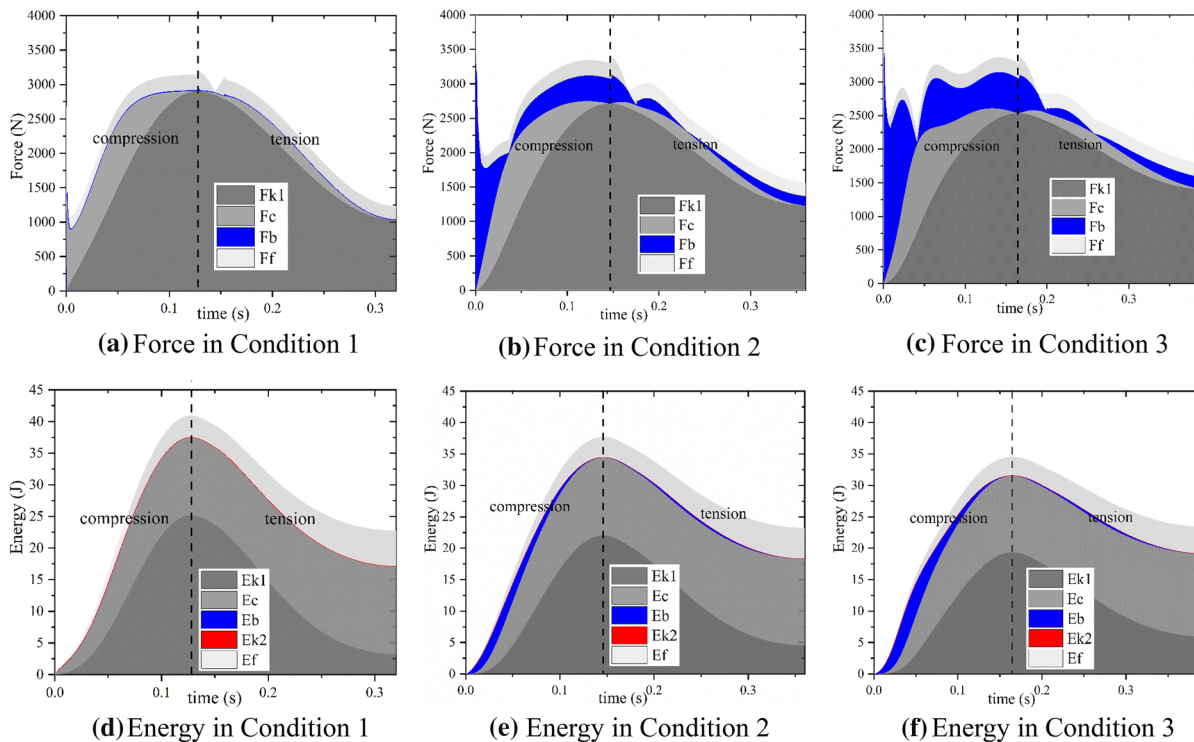 4000
3500
3000
2500
2000
1500
1000
500
0
Force (N)
compression
tension
Fk1
Fc
Fb
Ff
0.0
0.1
0.2
0.3
time (s)
(a) Force in Condition 1
4000
3500
3000
2500
2000
1500
1000
500
0
Force (N)
compression
tension
Fk1
Fc
Fb
Ff
0.0
0.1
0.2
0.3
time (s)
(b) Force in Condition 2
4000
3500
3000
2500
2000
1500
1000
500
0
Force (N)
compression
tension
Fk1
Fc
Fb
Ff
0.0
0.1
0.2
0.3
time (s)
(c) Force in Condition 3
45
40
35
30
25
20
15
10
5
0
Energy (J)
compression
tension
Ek1
Ec
Eb
Ek2
Ef
0.0
0.1
0.2
0.3
time (s)
(d) Energy in Condition 1
45
40
35
30
25
20
15
10
5
0
Energy (J)
compression
tension
Ek1
Ec
Eb
Ek2
Ef
0.0
0.1
0.2
0.3
time (s)
(e) Energy in Condition 2
45
40
35
30
25
20
15
10
5
0
Energy (J)
compression
tension
Ek1
Ec
Eb
Ek2
Ef
0.0
0.1
0.2
0.3
time (s)
(f) Energy in Condition 3